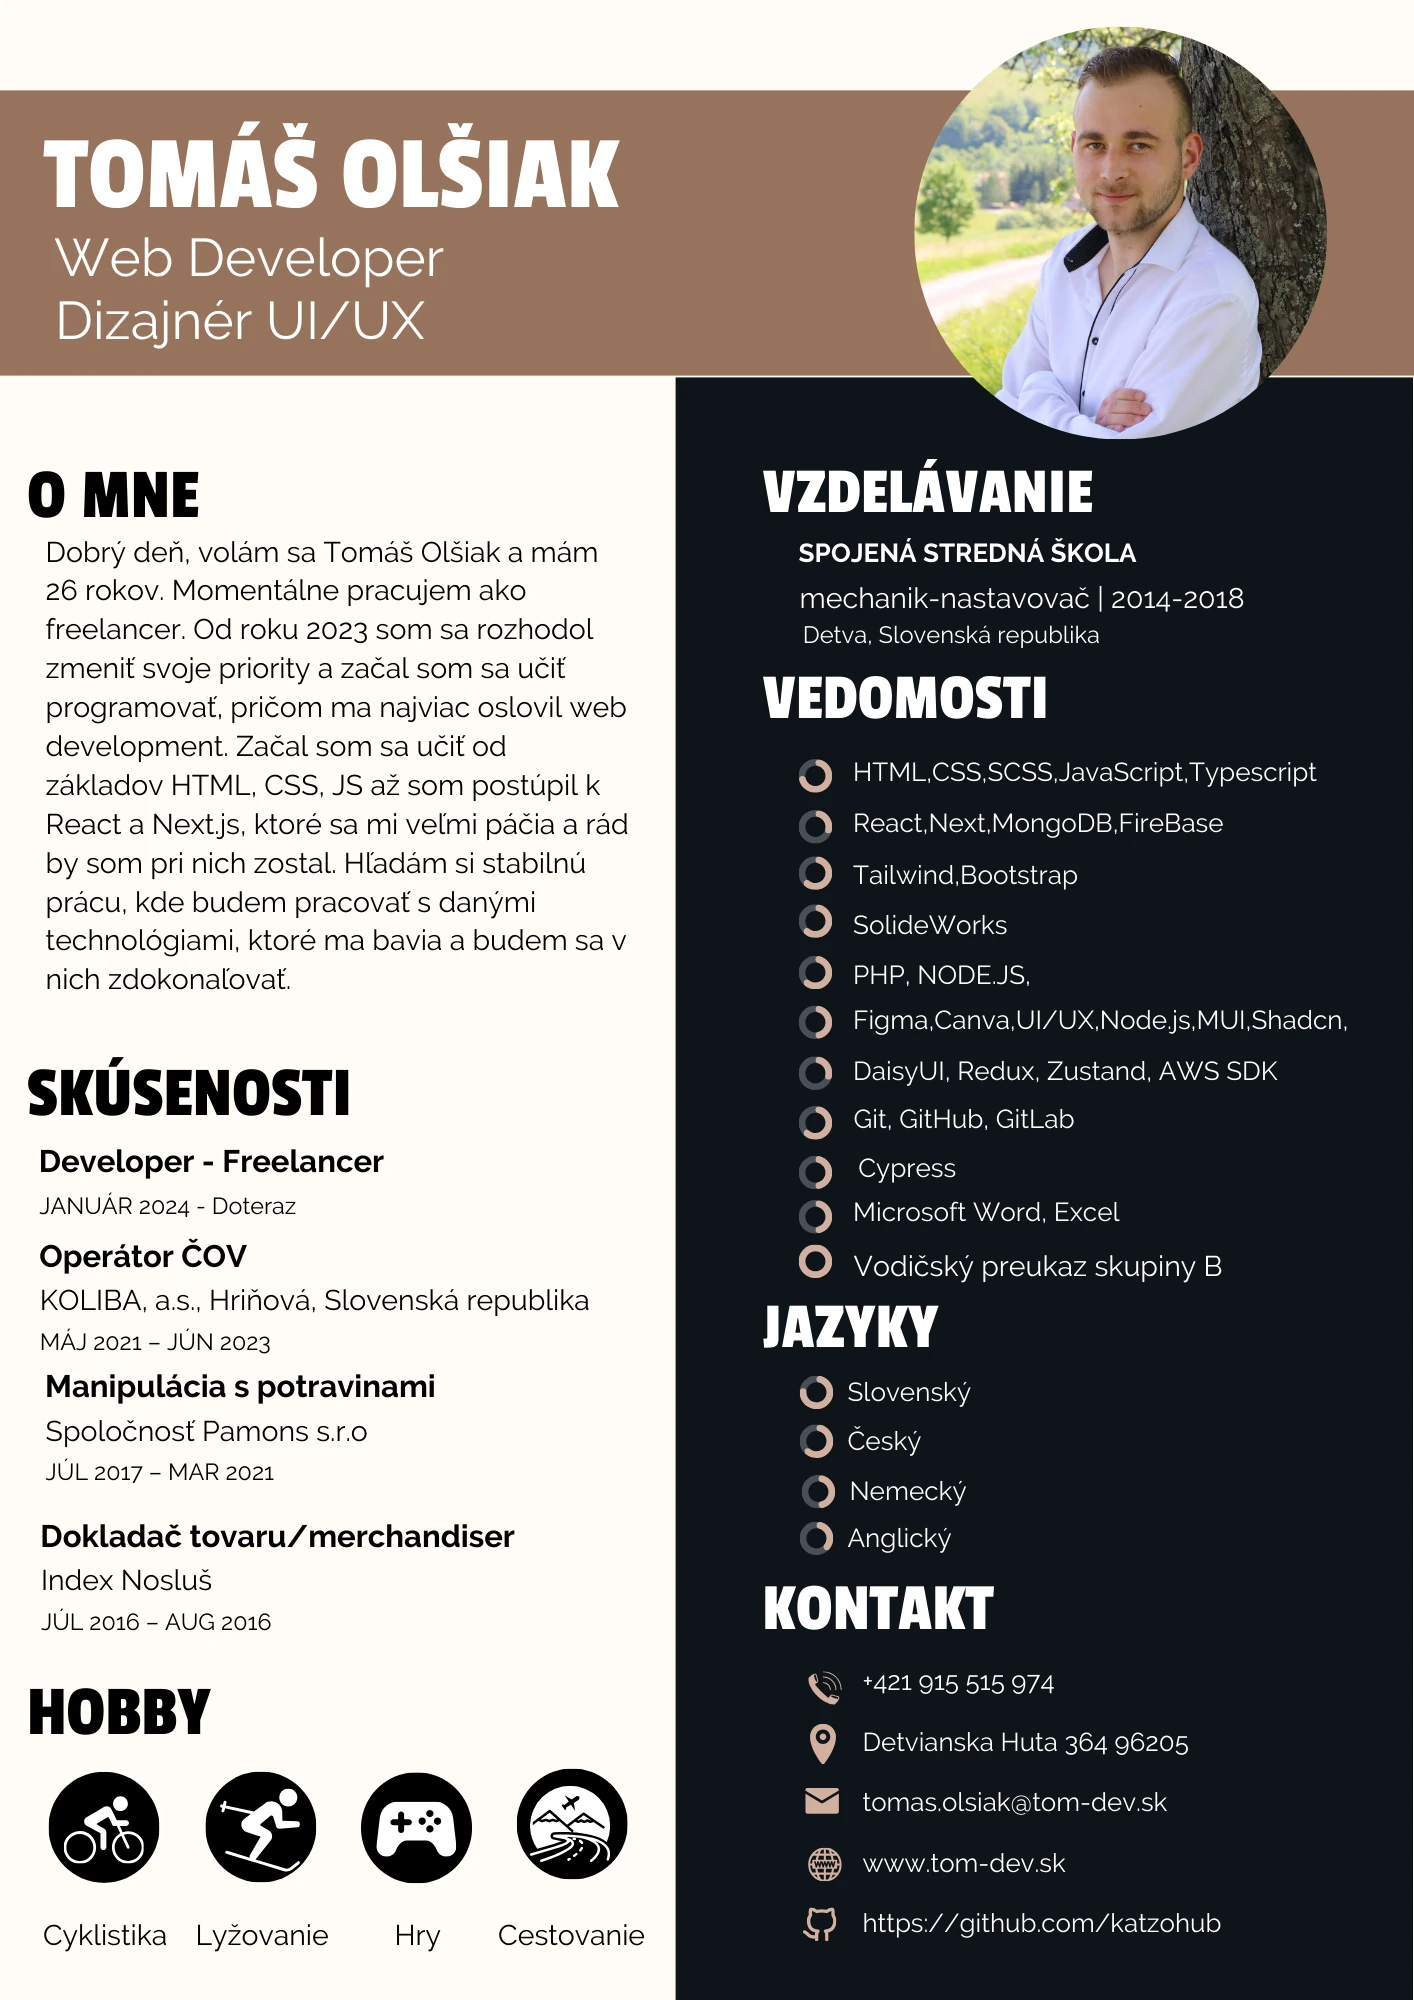 TOMÁŠ OLŠIAK
Web Developer
Dizajnér UI/UX
O MNE
Dobrý deň, volám sa Tomáš Olšiak a mám
26 rokov. Momentálne pracujem ako
freelancer. Od roku 2023 som sa rozhodol
zmeniť svoje priority a začal som sa učiť
programovať, pričom ma najviac oslovil web
development. Začal som sa učiť od
základov HTML, CSS, JS až som postúpil k
React a Next.js, ktoré sa mi veľmi páčia a rád
by som pri nich zostal. Hľadám si stabilnú
prácu, kde budem pracovať s danými
technológiami, ktoré ma bavia a budem sa v
nich zdokonaľovať.
SKÚSENOSTI
Developer - Freelancer
JANUÁR 2024 - Doteraz
Operátor ČOV
KOLIBA, a.s., Hriňová, Slovenská republika
MÁJ 2021 – JÚN 2023
Manipulácia s potravinami
Spoločnosť Pamons s.r.o
JÚL 2017 – MAR 2021
Dokladač tovaru/merchandiser
Index Nosluš
JÚL 2016 – AUG 2016
HOBBY
Cyklistika
Lyžovanie
Hry
Cestovanie
VZDELÁVANIE
SPOJENÁ STREDNÁ ŠKOLA
mechanik-nastavovač | 2014-2018
Detva, Slovenská republika
VEDOMOSTI
HTML,CSS,SCSS,JavaScript,Typescript
React,Next,MongoDB,FireBase
Tailwind,Bootstrap
SolideWorks
PHP, NODE.JS,
Figma,Canva,UI/UX,Node.js,MUI,Shadcn,
DaisyUI, Redux, Zustand, AWS SDK
Git, GitHub, GitLab
Cypress
Microsoft Word, Excel
Vodičský preukaz skupiny B
JAZYKY
Slovenský
Český
Nemecký
Anglický
KONTAKT
+421 915 515 974
Detvianska Huta 364 96205
tomas.olsiak@tom-dev.sk
www.tom-dev.sk
https://github.com/katzohub